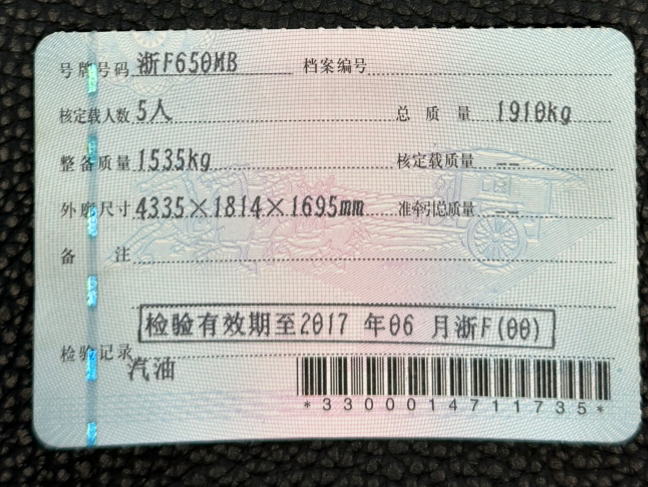 号牌号码 浙F650MB 档案编号
核定载人数 5人 总质量 1910kg
整备质量 1535kg 核定载质量 --
外廓尺寸 4335×1814×1695mm 准牵引总质量 --
备注
检验有效期至2017 年06 月浙F(00)
检验记录
汽油
*3300014711735*